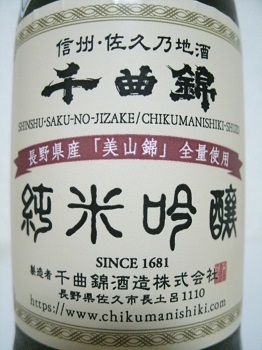 信州・佐久乃地酒
千曲錦
SHINSHU-SAKU-NO-JIZAKE/CHIKUMANISHIKI-SHUZO
長野県産「美山錦」全量使用
純米吟醸
SINCE 1681
製造者 千曲錦酒造株式会社
長野県佐久市長土呂1110
https://www.chikumanishiki.com/